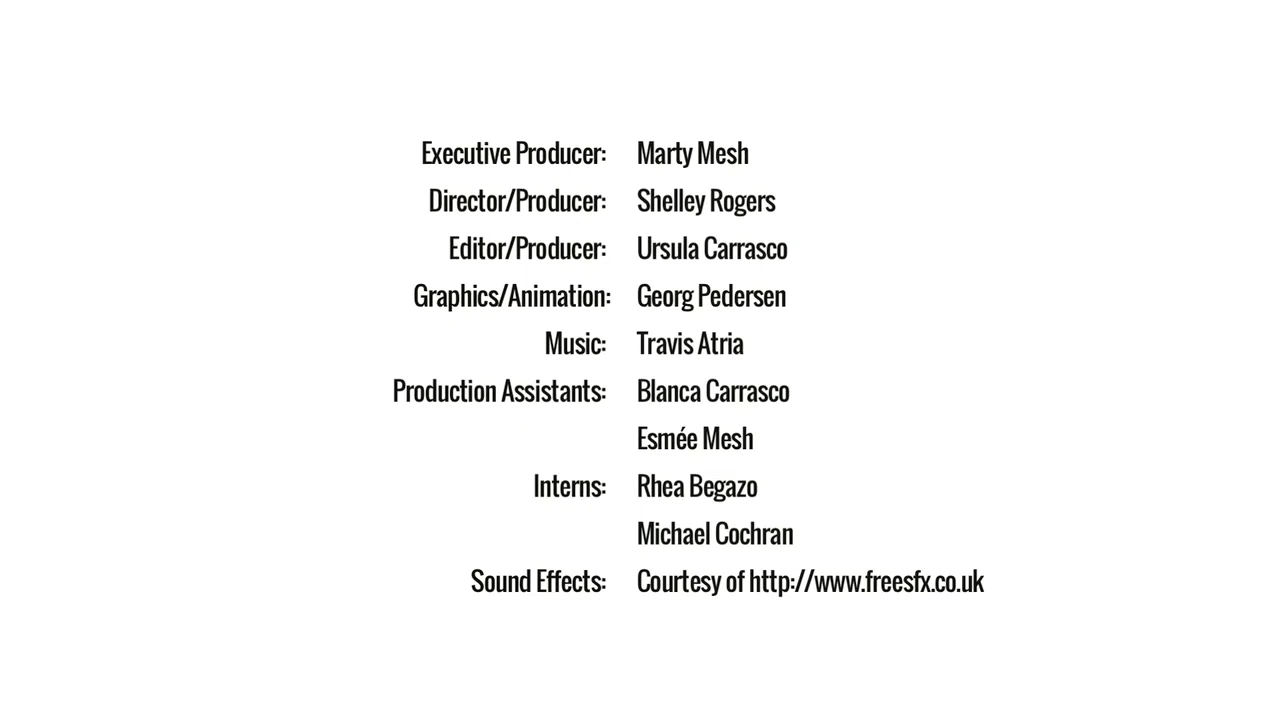 Executive Producer: Marty Mesh
Director/Producer: Shelley Rogers
Editor/Producer: Ursula Carrasco
Graphics/Animation: Georg Pedersen
Music: Travis Atria
Production Assistants: Blanca Carrasco
Esmée Mesh
Interns: Rhea Begazo
Michael Cochran
Sound Effects: Courtesy of http://www.freesfx.co.uk